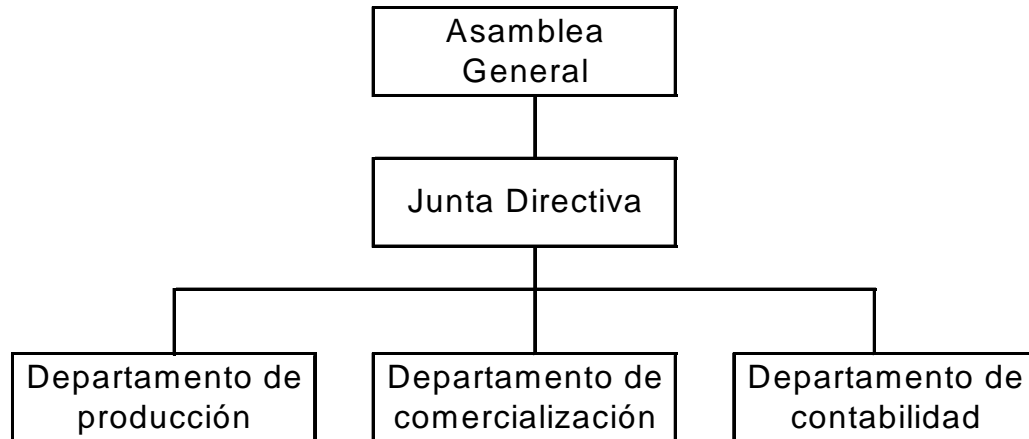 Asamblea
General
Junta Directiva
Departamento de
producción
Departamento de
comercialización
Departamento de
contabilidad